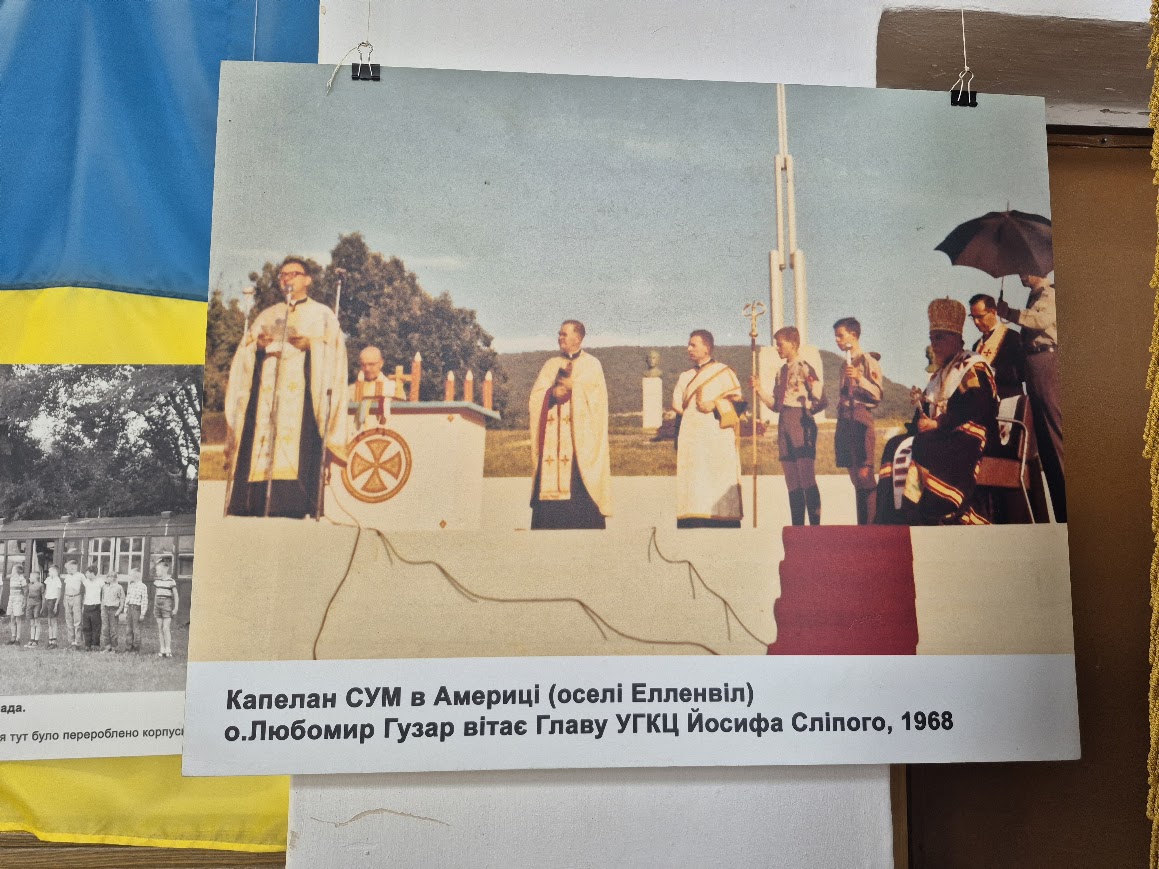 ада.
я тут було перероблено корпус
Капелан СУМ в Америці (оселі Елленвіл)
о.Любомир Гузар вітає Главу УГКЦ Йосифа Сліпого, 1968